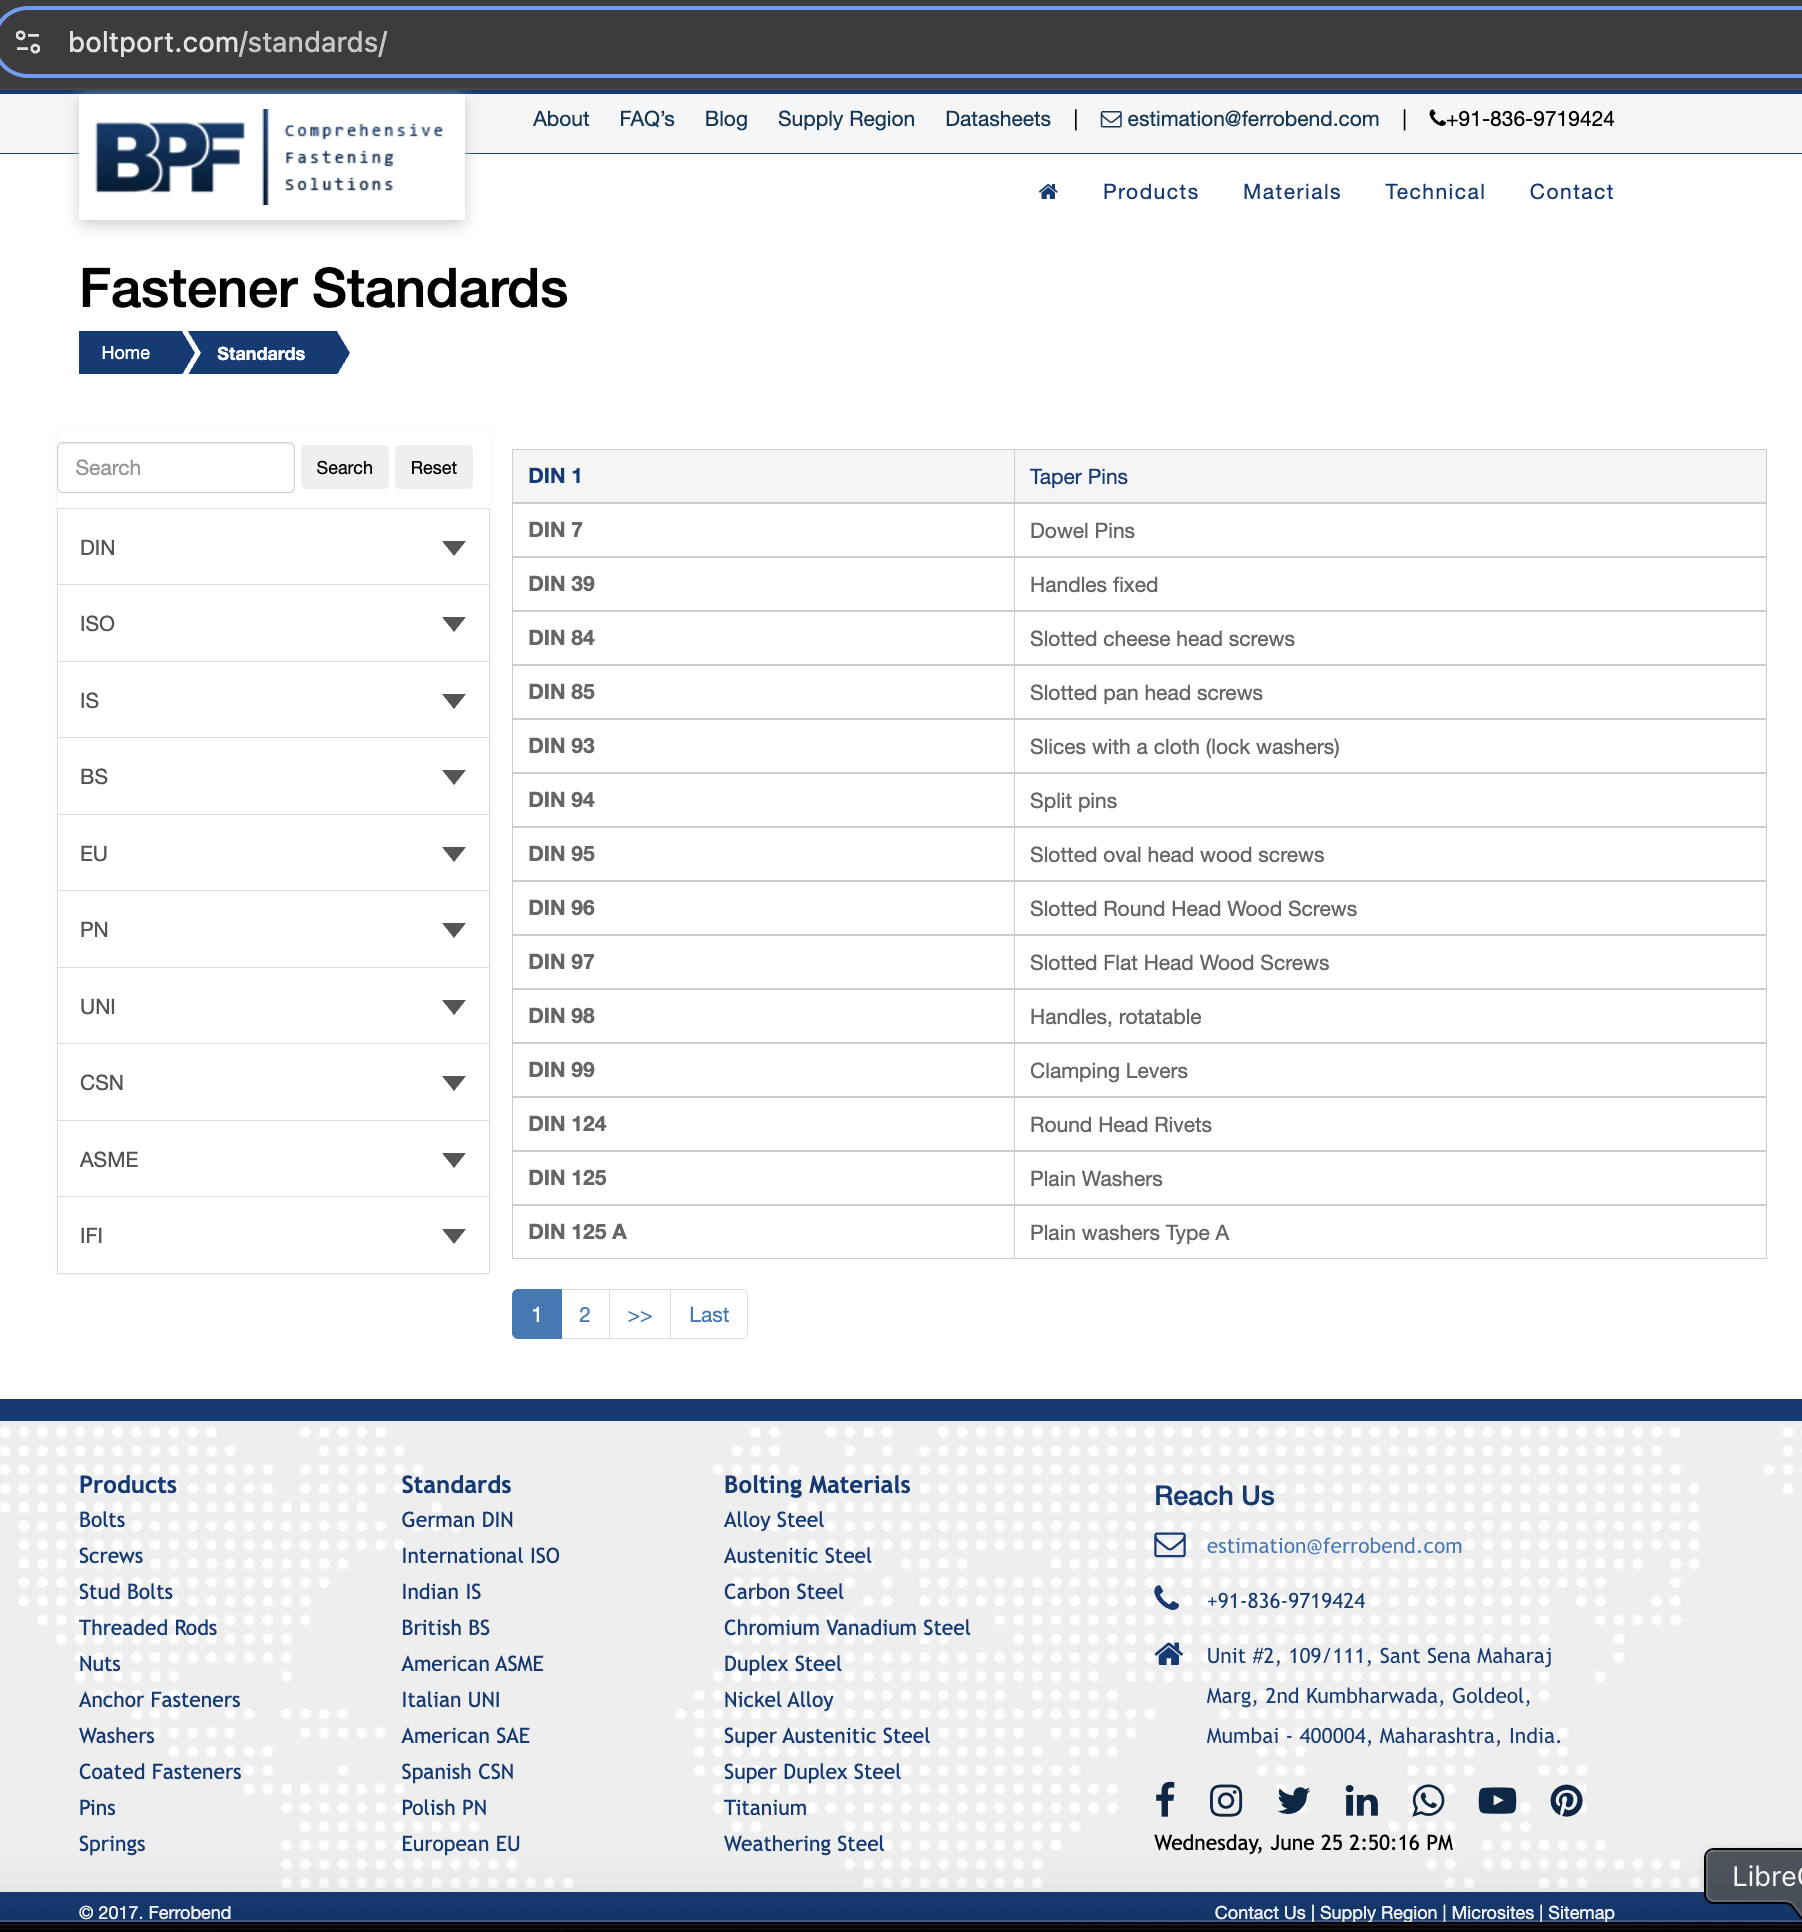 boltport.com/standards/
About FAQ's Blog Supply Region Datasheets | estimation@ferrobend.com | +91-836-9719424
BPF
Comprehensive
Fastening
Solutions
Products Materials Technical Contact
Fastener Standards
Home Standards
Search Search Reset
DIN
ISO
IS
BS
EU
PN
UNI
CSN
ASME
IFI
DIN 1 Taper Pins
DIN 7 Dowel Pins
DIN 39 Handles fixed
DIN 84 Slotted cheese head screws
DIN 85 Slotted pan head screws
DIN 93 Slices with a cloth (lock washers)
DIN 94 Split pins
DIN 95 Slotted oval head wood screws
DIN 96 Slotted Round Head Wood Screws
DIN 97 Slotted Flat Head Wood Screws
DIN 98 Handles, rotatable
DIN 99 Clamping Levers
DIN 124 Round Head Rivets
DIN 125 Plain Washers
DIN 125 A Plain washers Type A
1 2 >> Last
Products
Bolts
Screws
Stud Bolts
Threaded Rods
Nuts
Anchor Fasteners
Washers
Coated Fasteners
Pins
Springs
Standards
German DIN
International ISO
Indian IS
British BS
American ASME
Italian UNI
American SAE
Spanish CSN
Polish PN
European EU
Bolting Materials
Alloy Steel
Austenitic Steel
Carbon Steel
Chromium Vanadium Steel
Duplex Steel
Nickel Alloy
Super Austenitic Steel
Super Duplex Steel
Titanium
Weathering Steel
Reach Us
estimation@ferrobend.com
+91-836-9719424
Unit #2, 109/111, Sant Sena Maharaj
Marg, 2nd Kumbharwada, Goldeol,
Mumbai - 400004, Maharashtra, India.
Wednesday, June 25 2:50:16 PM
© 2017. Ferrobend
Contact Us | Supply Region | Microsites | Sitemap